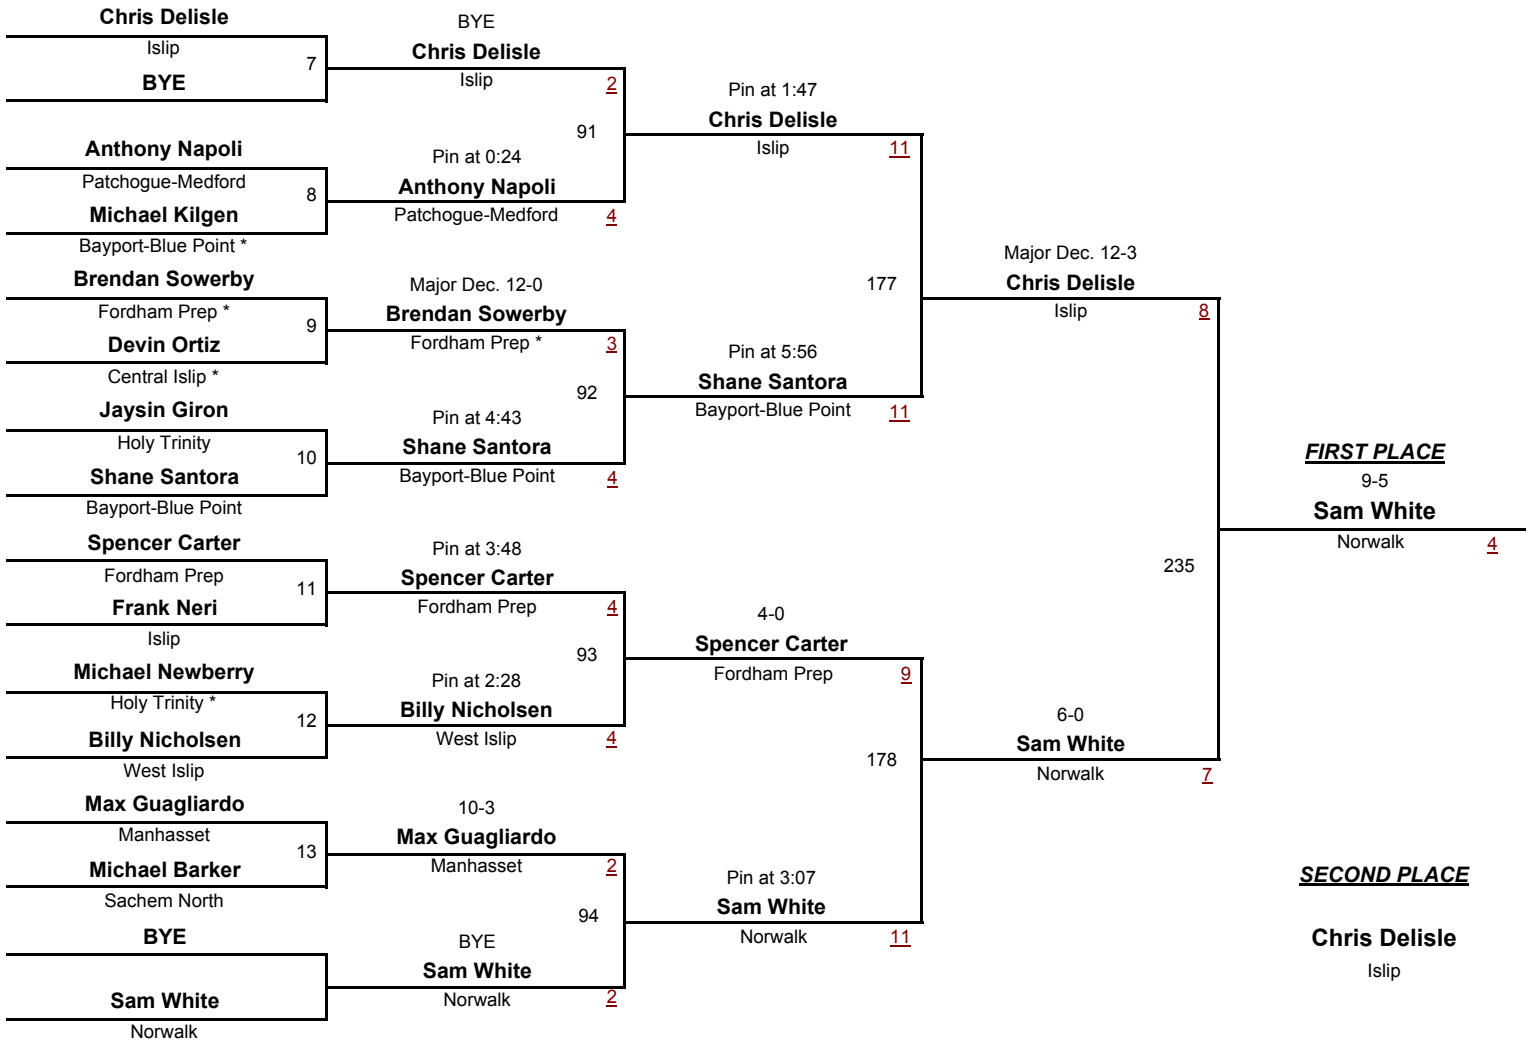 Chris Delisle
Islip
7
BYE
Anthony Napoli
Patchogue-Medford
8
Michael Kilgen
Bayport-Blue Point *
Brendan Sowerby
Fordham Prep *
9
Devin Ortiz
Central Islip *
Jaysin Giron
Holy Trinity
10
Shane Santora
Bayport-Blue Point
Spencer Carter
Fordham Prep
11
Frank Neri
Islip
Michael Newberry
Holy Trinity *
12
Billy Nicholsen
West Islip
Max Guagliardo
Manhasset
13
Michael Barker
Sachem North
BYE
Sam White
Norwalk
BYE
Chris Delisle
Islip
2
91
Pin at 0:24
Anthony Napoli
Patchogue-Medford
4
Major Dec. 12-0
Brendan Sowerby
Fordham Prep *
3
92
Pin at 4:43
Shane Santora
Bayport-Blue Point
4
Pin at 3:48
Spencer Carter
Fordham Prep
4
93
Pin at 2:28
Billy Nicholsen
West Islip
4
10-3
Max Guagliardo
Manhasset
2
94
BYE
Sam White
Norwalk
2
Pin at 1:47
Chris Delisle
Islip
11
177
Pin at 5:56
Shane Santora
Bayport-Blue Point
11
4-0
Spencer Carter
Fordham Prep
9
178
Pin at 3:07
Sam White
Norwalk
11
Major Dec. 12-3
Chris Delisle
Islip
8
235
6-0
Sam White
Norwalk
7
FIRST PLACE
9-5
Sam White
Norwalk
4
SECOND PLACE
Chris Delisle
Islip